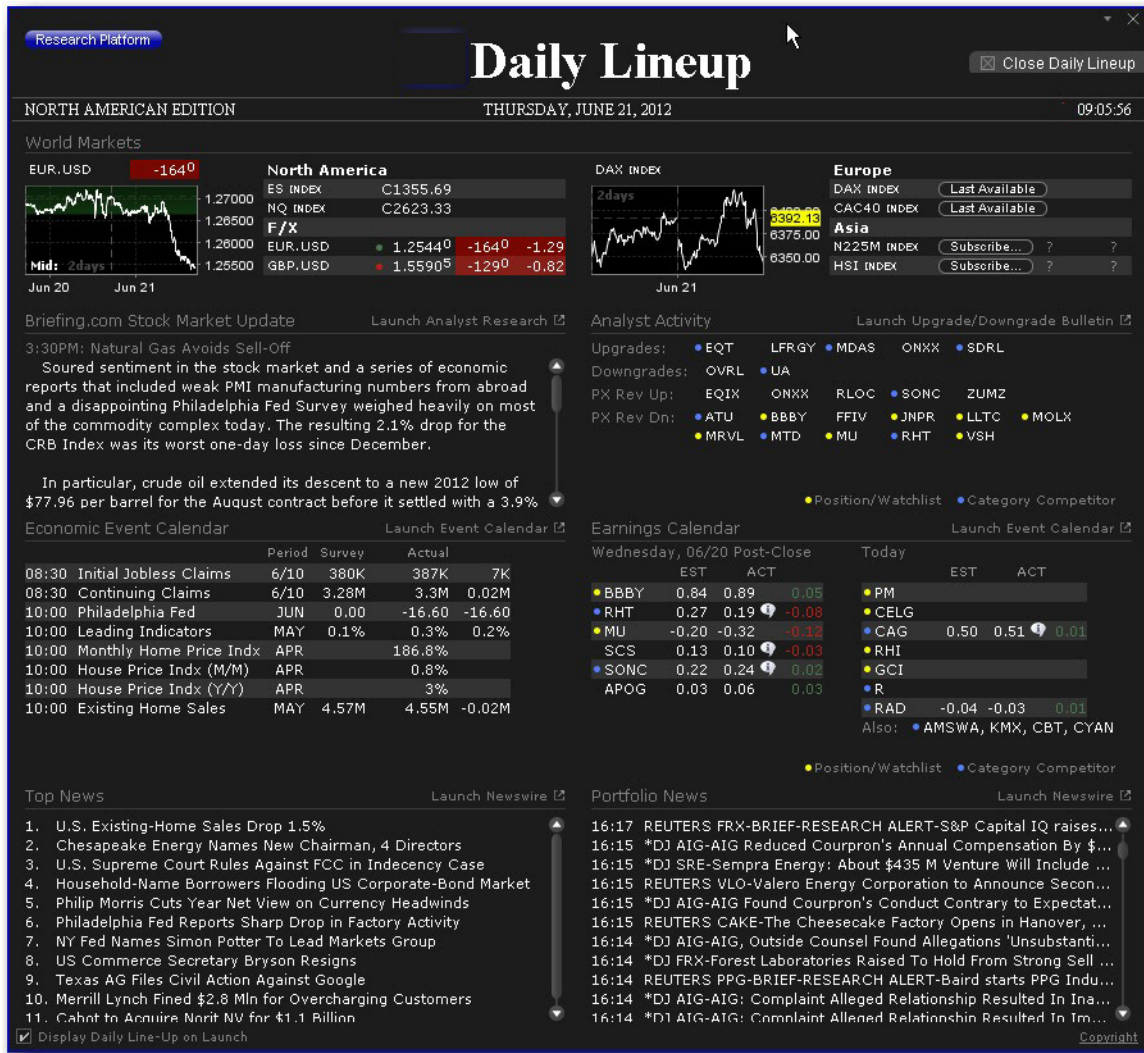 Research Platform
Daily Lineup
Close Daily Lineup
NORTH AMERICAN EDITION THURSDAY, JUNE 21, 2012 09:05:56
World Markets
EUR.USD -164⁰
1.27000
1.26500
1.26000
1.25500
Mid: 2days
Jun 20 Jun 21
North America
ES INDEX C1355.69
NQ INDEX C2623.33
F/X
EUR.USD 1.2544⁰ -164⁰ -1.29
GBP.USD 1.5590⁵ -129⁰ -0.82
DAX INDEX
2days
6392.13
6375.00
6350.00
Jun 21
Europe
DAX INDEX Last Available
CAC40 INDEX Last Available
Asia
N225M INDEX Subscribe... ? ?
HSI INDEX Subscribe... ? ?
Briefing.com Stock Market Update Launch Analyst Research
3:30PM: Natural Gas Avoids Sell-Off
Soured sentiment in the stock market and a series of economic
reports that included weak PMI manufacturing numbers from abroad
and a disappointing Philadelphia Fed Survey weighed heavily on most
of the commodity complex today. The resulting 2.1% drop for the
CRB Index was its worst one-day loss since December.
In particular, crude oil extended its descent to a new 2012 low of
$77.96 per barrel for the August contract before it settled with a 3.9%
Analyst Activity Launch Upgrade/Downgrade Bulletin
Upgrades: EQT LFRGY MDAS ONXX SDRL
Downgrades: OVRL UA
PX Rev Up: EQIX ONXX RLOC SONC ZUMZ
PX Rev Dn: ATU BBBY FFIV JNPR LLTC MOLX
MRVL MTD MU RHT VSH
Position/Watchlist Category Competitor
Economic Event Calendar Launch Event Calendar
Period Survey Actual
08:30 Initial Jobless Claims 6/10 380K 387K 7K
08:30 Continuing Claims 6/10 3.28M 3.3M 0.02M
10:00 Philadelphia Fed JUN 0.00 -16.60 -16.60
10:00 Leading Indicators MAY 0.1% 0.3% 0.2%
10:00 Monthly Home Price Indx APR 186.8%
10:00 House Price Indx (M/M) APR 0.8%
10:00 House Price Indx (Y/Y) APR 3%
10:00 Existing Home Sales MAY 4.57M 4.55M -0.02M
Earnings Calendar Launch Event Calendar
Wednesday, 06/20 Post-Close
EST ACT
BBBY 0.84 0.89 0.05
RHT 0.27 0.19 -0.08
MU -0.20 -0.32 -0.12
SCS 0.13 0.10 -0.03
SONC 0.22 0.24 0.02
APOG 0.03 0.06 0.03
Today
EST ACT
PM
CELG
CAG 0.50 0.51 0.01
RHI
GCI
R
RAD -0.04 -0.03 0.01
Also: AMSWA, KMX, CBT, CYAN
Position/Watchlist Category Competitor
Top News Launch Newswire
1. U.S. Existing-Home Sales Drop 1.5%
2. Chesapeake Energy Names New Chairman, 4 Directors
3. U.S. Supreme Court Rules Against FCC in Indecency Case
4. Household-Name Borrowers Flooding US Corporate-Bond Market
5. Philip Morris Cuts Year Net View on Currency Headwinds
6. Philadelphia Fed Reports Sharp Drop in Factory Activity
7. NY Fed Names Simon Potter To Lead Markets Group
8. US Commerce Secretary Bryson Resigns
9. Texas AG Files Civil Action Against Google
10. Merrill Lynch Fined $2.8 Mln for Overcharging Customers
11. Cabot to Acquire Norit NV for $1.1 Billion
Portfolio News Launch Newswire
16:17 REUTERS FRX-BRIEF-RESEARCH ALERT-S&P Capital IQ raises...
16:15 *DJ AIG-AIG Reduced Courpron's Annual Compensation By $...
16:15 *DJ SRE-Sempra Energy: About $435 M Venture Will Include ...
16:15 REUTERS VLO-Valero Energy Corporation to Announce Secon...
16:15 *DJ AIG-AIG Found Courpron's Conduct Contrary to Expectat...
16:15 REUTERS CAKE-The Cheesecake Factory Opens in Hanover, ...
16:14 *DJ AIG-AIG, Outside Counsel Found Allegations 'Unsubstanti...
16:14 *DJ FRX-Forest Laboratories Raised To Hold From Strong Sell ...
16:14 REUTERS PPG-BRIEF-RESEARCH ALERT-Baird starts PPG Indu...
16:14 *DJ AIG-AIG: Complaint Alleged Relationship Resulted In Ina...
16:14 *DJ AIG-AIG: Complaint Alleged Relationship Resulted In Im...
Display Daily Line-Up on Launch Copyright